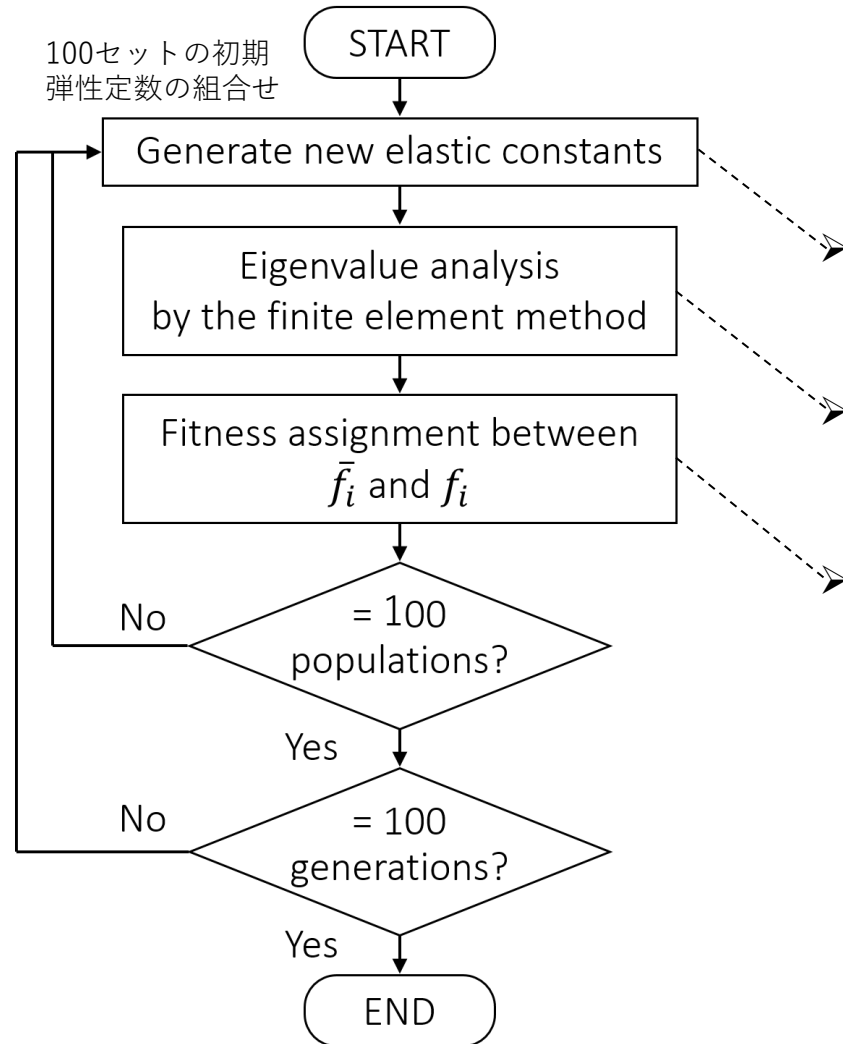 START
100セットの初期
弾性定数の組合せ
Generate new elastic constants
Eigenvalue analysis
by the finite element method
Fitness assignment between
f̄ᵢ and fᵢ
= 100
populations?
No
Yes
= 100
generations?
No
Yes
END